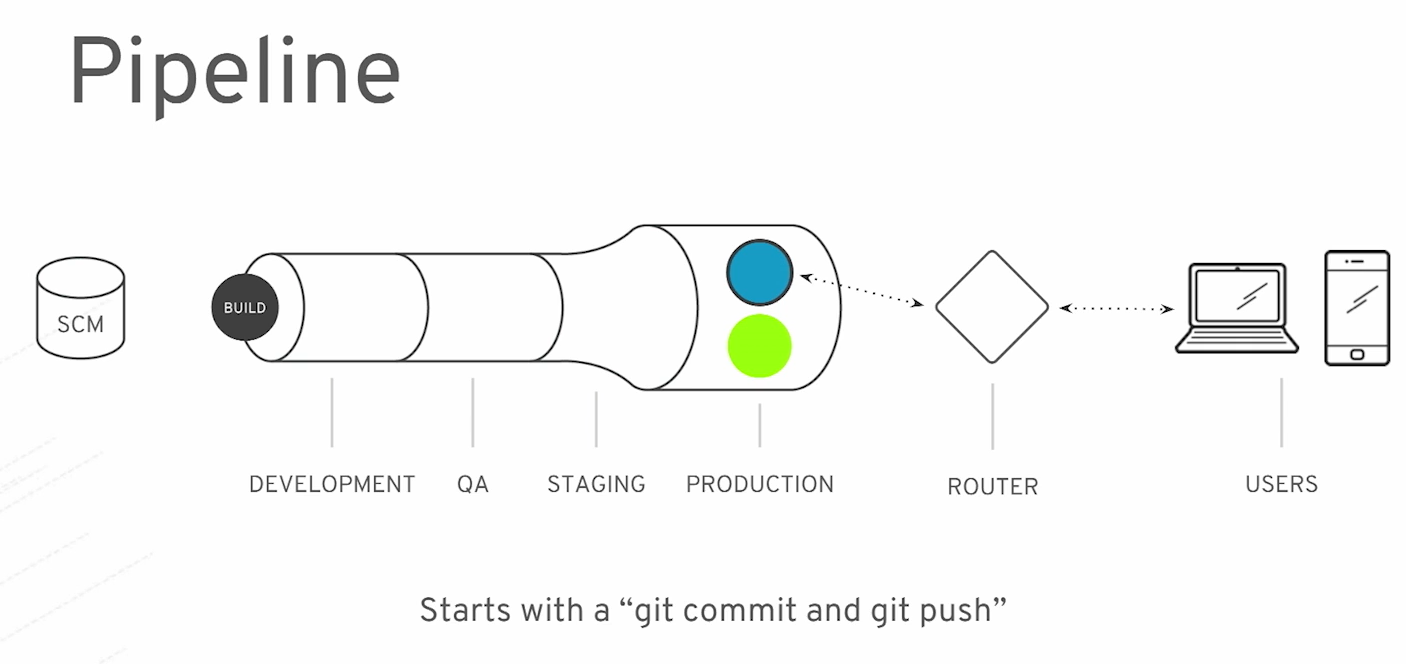 Pipeline
SCM
BUILD
DEVELOPMENT
QA
STAGING
PRODUCTION
ROUTER
USERS
Starts with a “git commit and git push”